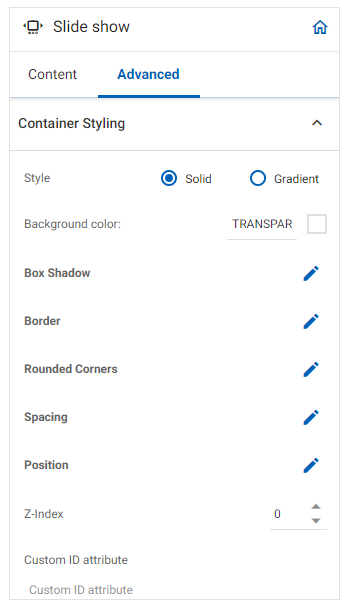 Slide show
Content Advanced
Container Styling
Style Solid Gradient
Background color: TRANSPAR
Box Shadow
Border
Rounded Corners
Spacing
Position
Z-Index 0
Custom ID attribute
Custom ID attribute